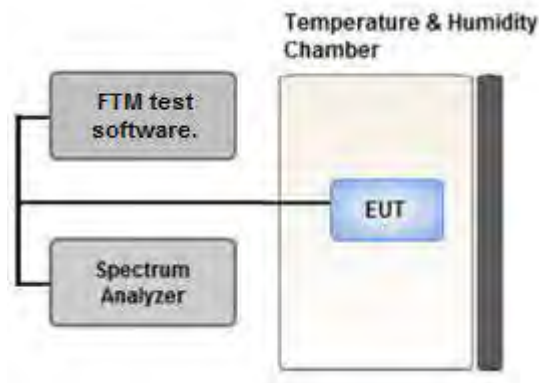 Temperature & Humidity
Chamber
FTM test
software.
EUT
Spectrum
Analyzer